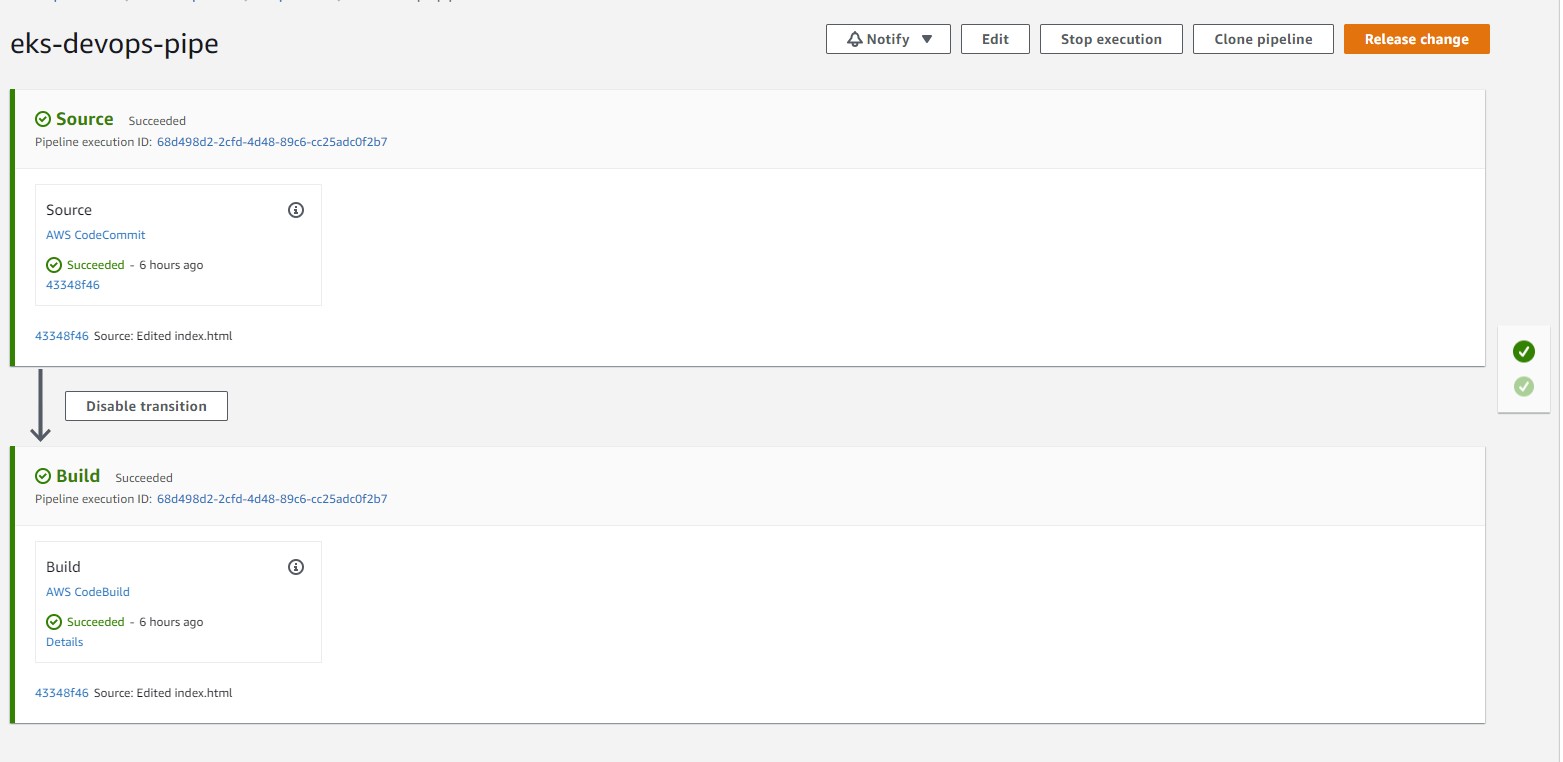 eks-devops-pipe
Notify Edit Stop execution Clone pipeline Release change
Source Succeeded
Pipeline execution ID: 68d498d2-2cfd-4d48-89c6-cc25adc0f2b7
Source
AWS CodeCommit
Succeeded - 6 hours ago
43348f46
43348f46 Source: Edited index.html
Disable transition
Build Succeeded
Pipeline execution ID: 68d498d2-2cfd-4d48-89c6-cc25adc0f2b7
Build
AWS CodeBuild
Succeeded - 6 hours ago
Details
43348f46 Source: Edited index.html